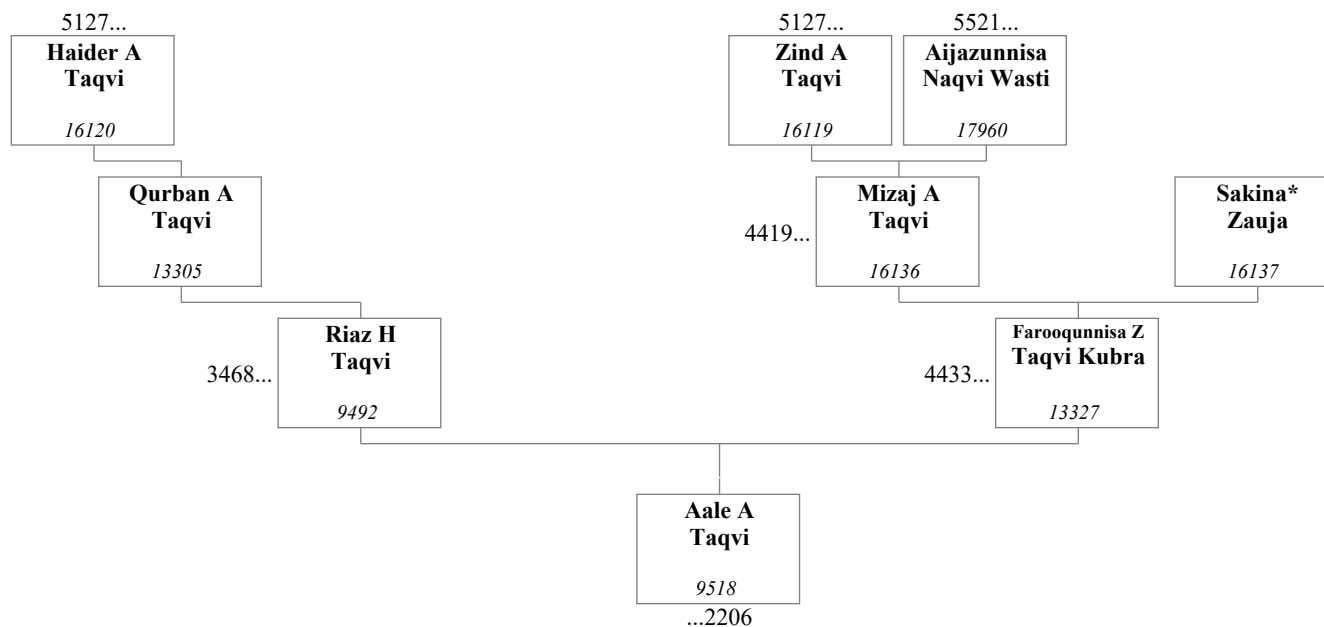 5127...
5127...
5521...
Haider A
Taqvi
16120
Zind A
Taqvi
16119
Aijazunnisa
Naqvi Wasti
17960
Qurban A
Taqvi
13305
4419...
Mizaj A
Taqvi
16136
Sakina*
Zauja
16137
3468...
Riaz H
Taqvi
9492
4433...
Farooqunnisa Z
Taqvi Kubra
13327
Aale A
Taqvi
9518
...2206